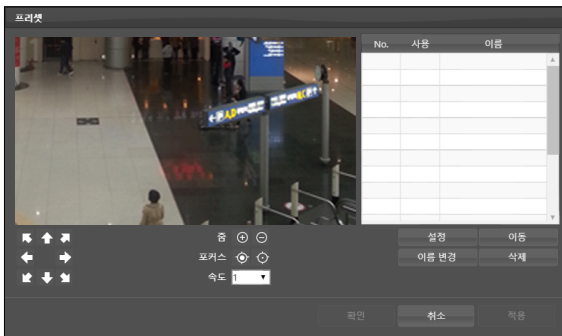 프리셋
No. 사용 이름
A,D
줌
포커스
속도 1
설정 이동
이름 변경 삭제
확인 취소 적용